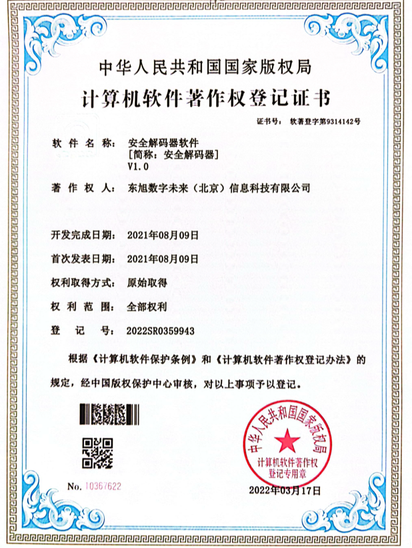 中华人民共和国国家版权局
计算机软件著作权登记证书
证书号: 软著登字第9314142号
软件名称: 安全解码器软件
[简称: 安全解码器]
V1.0
著作权人: 东旭数字未来（北京）信息科技有限公司
开发完成日期: 2021年08月09日
首次发表日期: 2021年08月09日
权利取得方式: 原始取得
权利范围: 全部权利
登记号: 2022SR0359943
根据《计算机软件保护条例》和《计算机软件著作权登记办法》的
规定，经中国版权保护中心审核，对以上事项予以登记。
中华人民共和国国家版权局
计算机软件著作权
登记专用章
No. 10367622
2022年03月17日